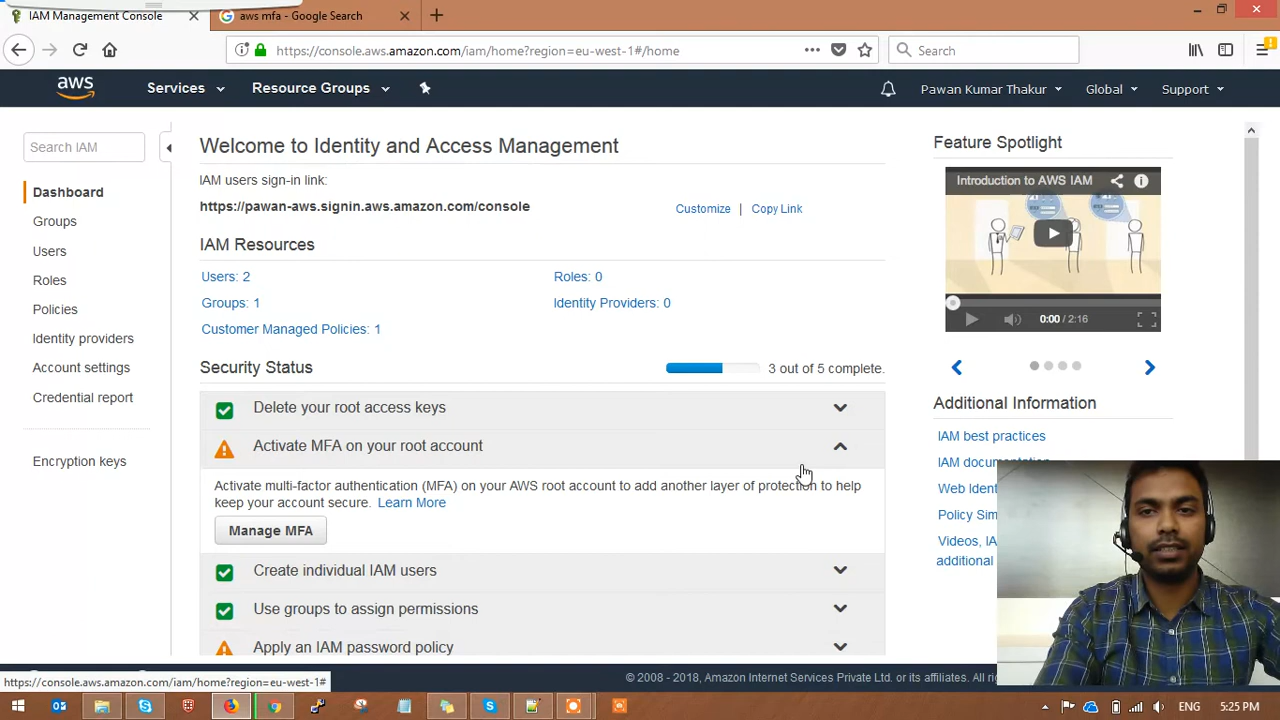 IAM Management Console
aws mfa - Google Search
https://console.aws.amazon.com/iam/home?region=eu-west-1#/home
Search
aws
Services
Resource Groups
Pawan Kumar Thakur
Global
Support
Search IAM
Dashboard
Groups
Users
Roles
Policies
Identity providers
Account settings
Credential report
Encryption keys
Welcome to Identity and Access Management
IAM users sign-in link:
https://pawan-aws.signin.aws.amazon.com/console
Customize | Copy Link
IAM Resources
Users: 2
Roles: 0
Groups: 1
Identity Providers: 0
Customer Managed Policies: 1
Security Status
3 out of 5 complete.
Delete your root access keys
Activate MFA on your root account
Activate multi-factor authentication (MFA) on your AWS root account to add another layer of protection to help
keep your account secure. Learn More
Manage MFA
Create individual IAM users
Use groups to assign permissions
Apply an IAM password policy
Feature Spotlight
Introduction to AWS IAM
0:00 / 2:16
Additional Information
IAM best practices
IAM documentation
Web Ident
Policy Sim
Videos, IA
additional
https://console.aws.amazon.com/iam/home?region=eu-west-1#
© 2008 - 2018, Amazon Internet Services Private Ltd. or its affiliates. All rig
ENG
5:25 PM